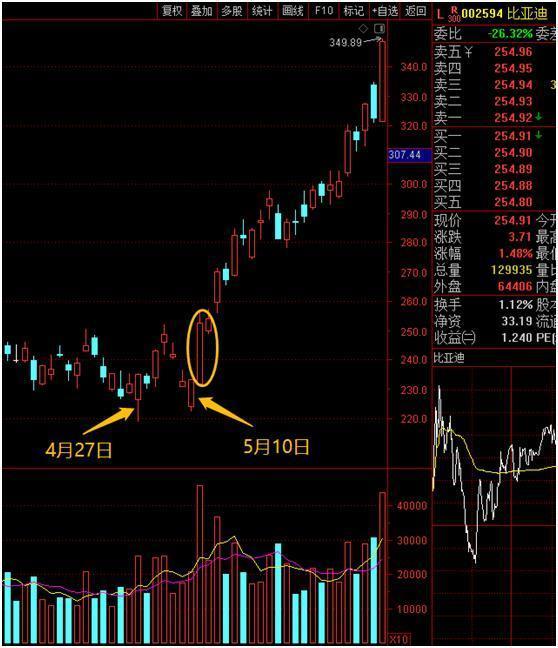 复权 叠加 多股 统计 画线 F10 标记 +自选 返回
349.89
340.0
330.0
320.0
307.44
300.0
290.0
280.0
270.0
260.0
250.0
240.0
230.0
220.0
4月27日
5月10日
40000
30000
20000
10000
X10
L R 300 002594 比亚迪
委比 -26.32% 委差
卖五 ¥ 254.96
卖四 254.95
卖三 254.94 3
卖二 254.93
卖一 254.92
买一 254.91
买二 254.90
买三 254.89
买四 254.88
买五 254.80
现价 254.91 今开
涨跌 3.71 最高
涨幅 1.48% 最低
总量 129935 量比
外盘 64406 内盘
换手 1.12% 股本
净资 33.19 流通
收益㈡ 1.240 PE(
比亚迪